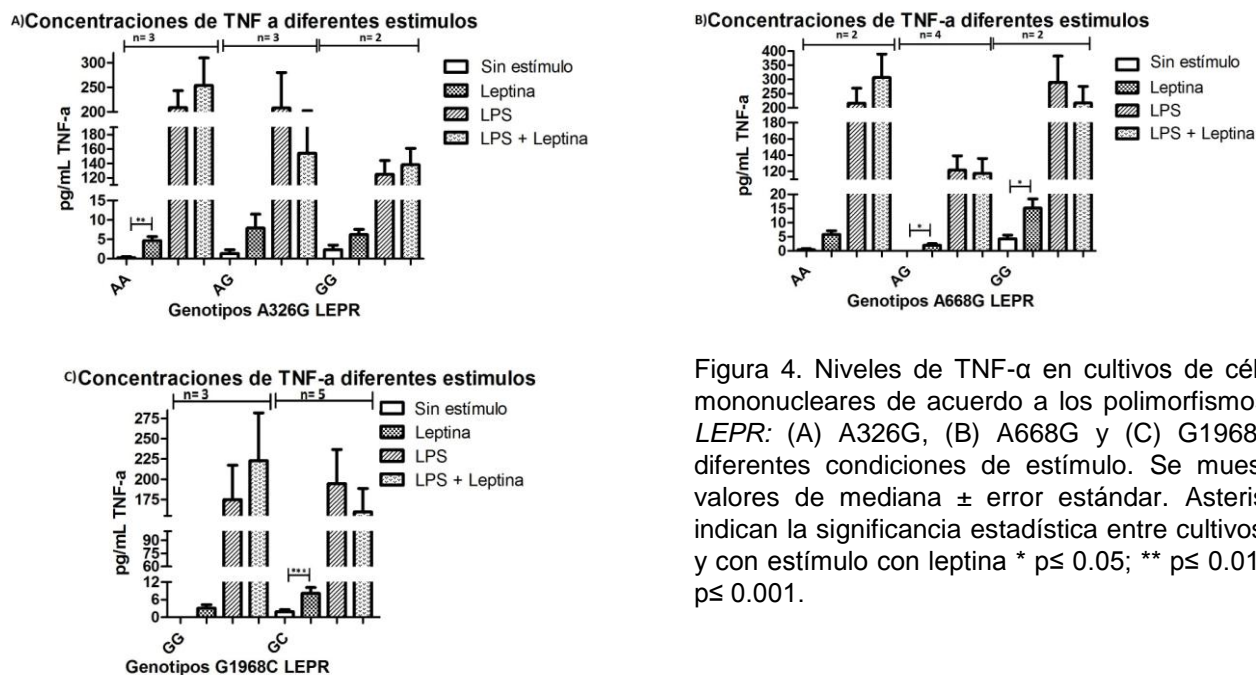 A)Concentraciones de TNF a diferentes estimulos
n= 3 n= 3 n= 2
pg/mL TNF-a
300
250
200
180
160
140
120
15
10
5
0
**
AA AG GG
Genotipos A326G LEPR
Sin estímulo
Leptina
LPS
LPS + Leptina
B)Concentraciones de TNF-a diferentes estimulos
n= 2 n= 4 n= 2
pg/mL TNF-a
400
350
300
250
200
180
160
140
120
20
15
10
5
0
* *
AA AG GG
Genotipos A668G LEPR
Sin estímulo
Leptina
LPS
LPS + Leptina
C)Concentraciones de TNF-a diferentes estimulos
n= 3 n= 5
pg/mL TNF-a
275
250
225
200
175
90
75
60
12
6
0
***
GG GC
Genotipos G1968C LEPR
Sin estímulo
Leptina
LPS
LPS + Leptina
Figura 4. Niveles de TNF-α en cultivos de cél
mononucleares de acuerdo a los polimorfismo
LEPR: (A) A326G, (B) A668G y (C) G1968
diferentes condiciones de estímulo. Se mues
valores de mediana ± error estándar. Asteris
indican la significancia estadística entre cultivos
y con estímulo con leptina * p≤ 0.05; ** p≤ 0.01
p≤ 0.001.